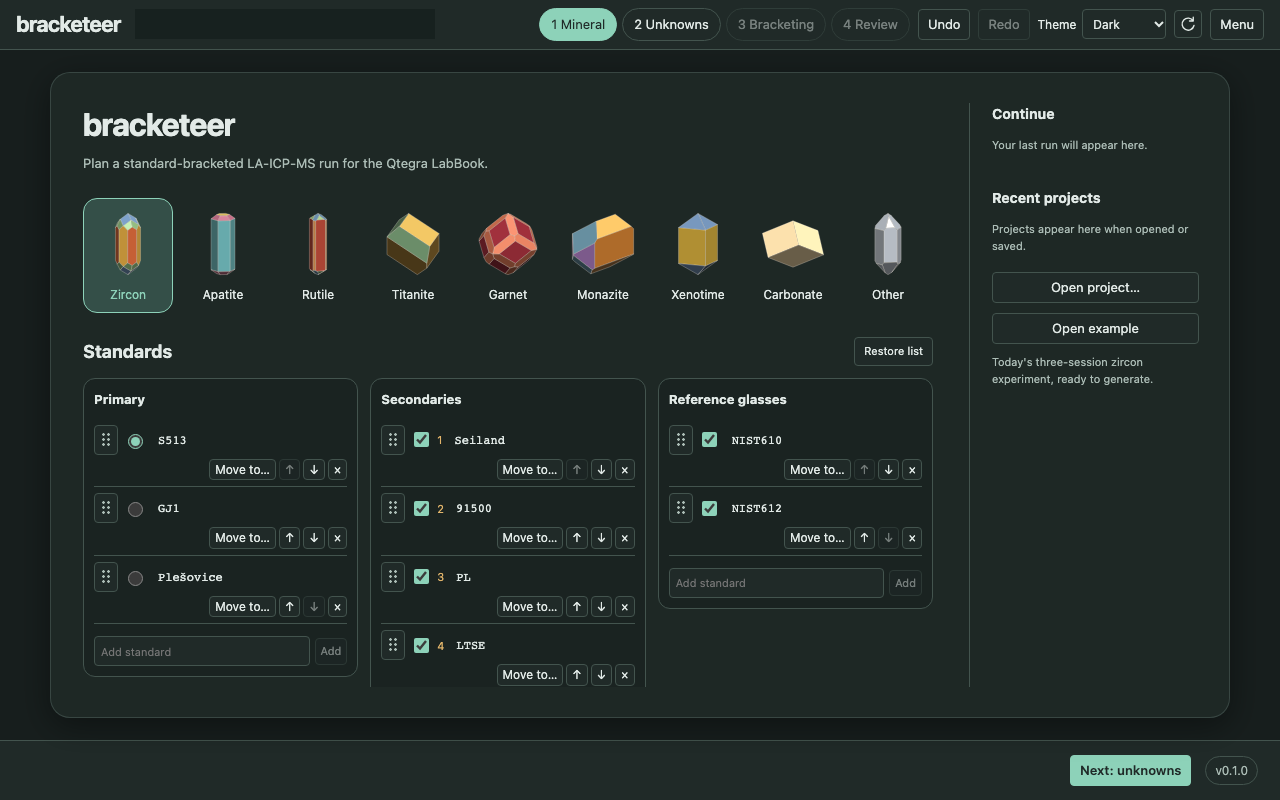 bracketeer
1 Mineral
2 Unknowns
3 Bracketing
4 Review
Undo
Redo
Theme
Dark
Menu
bracketeer
Plan a standard-bracketed LA-ICP-MS run for the Qtegra LabBook.
Zircon
Apatite
Rutile
Titanite
Garnet
Monazite
Xenotime
Carbonate
Other
Standards
Restore list
Primary
S513
Move to... ↑ ↓ ×
GJ1
Move to... ↑ ↓ ×
Plešovice
Move to... ↑ ↓ ×
Add standard
Add
Secondaries
1 Seiland
Move to... ↑ ↓ ×
2 91500
Move to... ↑ ↓ ×
3 PL
Move to... ↑ ↓ ×
4 LTSE
Move to... ↑ ↓ ×
Reference glasses
NIST610
Move to... ↑ ↓ ×
NIST612
Move to... ↑ ↓ ×
Add standard
Add
Continue
Your last run will appear here.
Recent projects
Projects appear here when opened or
saved.
Open project...
Open example
Today's three-session zircon
experiment, ready to generate.
Next: unknowns
v0.1.0